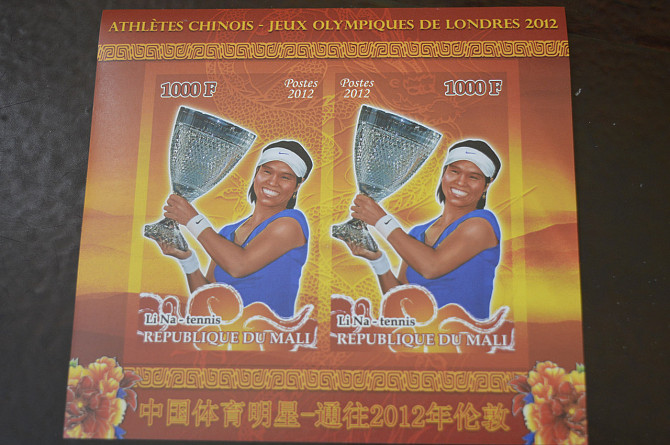 ATHLÈTES CHINOIS - JEUX OLYMPIQUES DE LONDRES 2012
1000 F
Postes
2012
Postes
2012
1000 F
Li Na - tennis
REPUBLIQUE DU MALI
Li Na - tennis
REPUBLIQUE DU MALI
中国体育明星-通往2012年伦敦